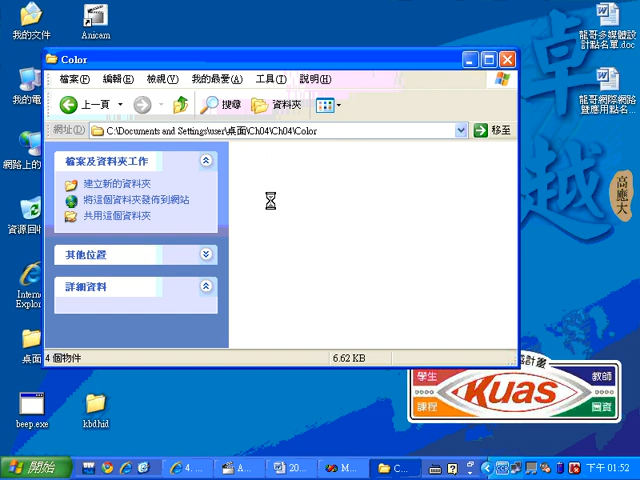 我的文件
Anicam
龍哥多媒體設
計點名單.doc
Color
檔案(F) 編輯(E) 檢視(V) 我的最愛(A) 工具(T) 說明(H)
上一頁 搜尋 資料夾
網址(D) C:\Documents and Settings\user\桌面\Ch04\Ch04\Color 移至
我的電
龍哥網際網路
暨應用點名...
卓越
高應大
檔案及資料夾工作
建立新的資料夾
將這個資料夾發佈到網站
共用這個資料夾
網路上的
資源回收
其他位置
詳細資料
Interne
Explor
桌面
4 個物件 6.62 KB
計畫
學生 教師
Kuas
課程 圖資
beep.exe
kbdhid
開始 4. ... A... 20... M... C... 下午 01:52